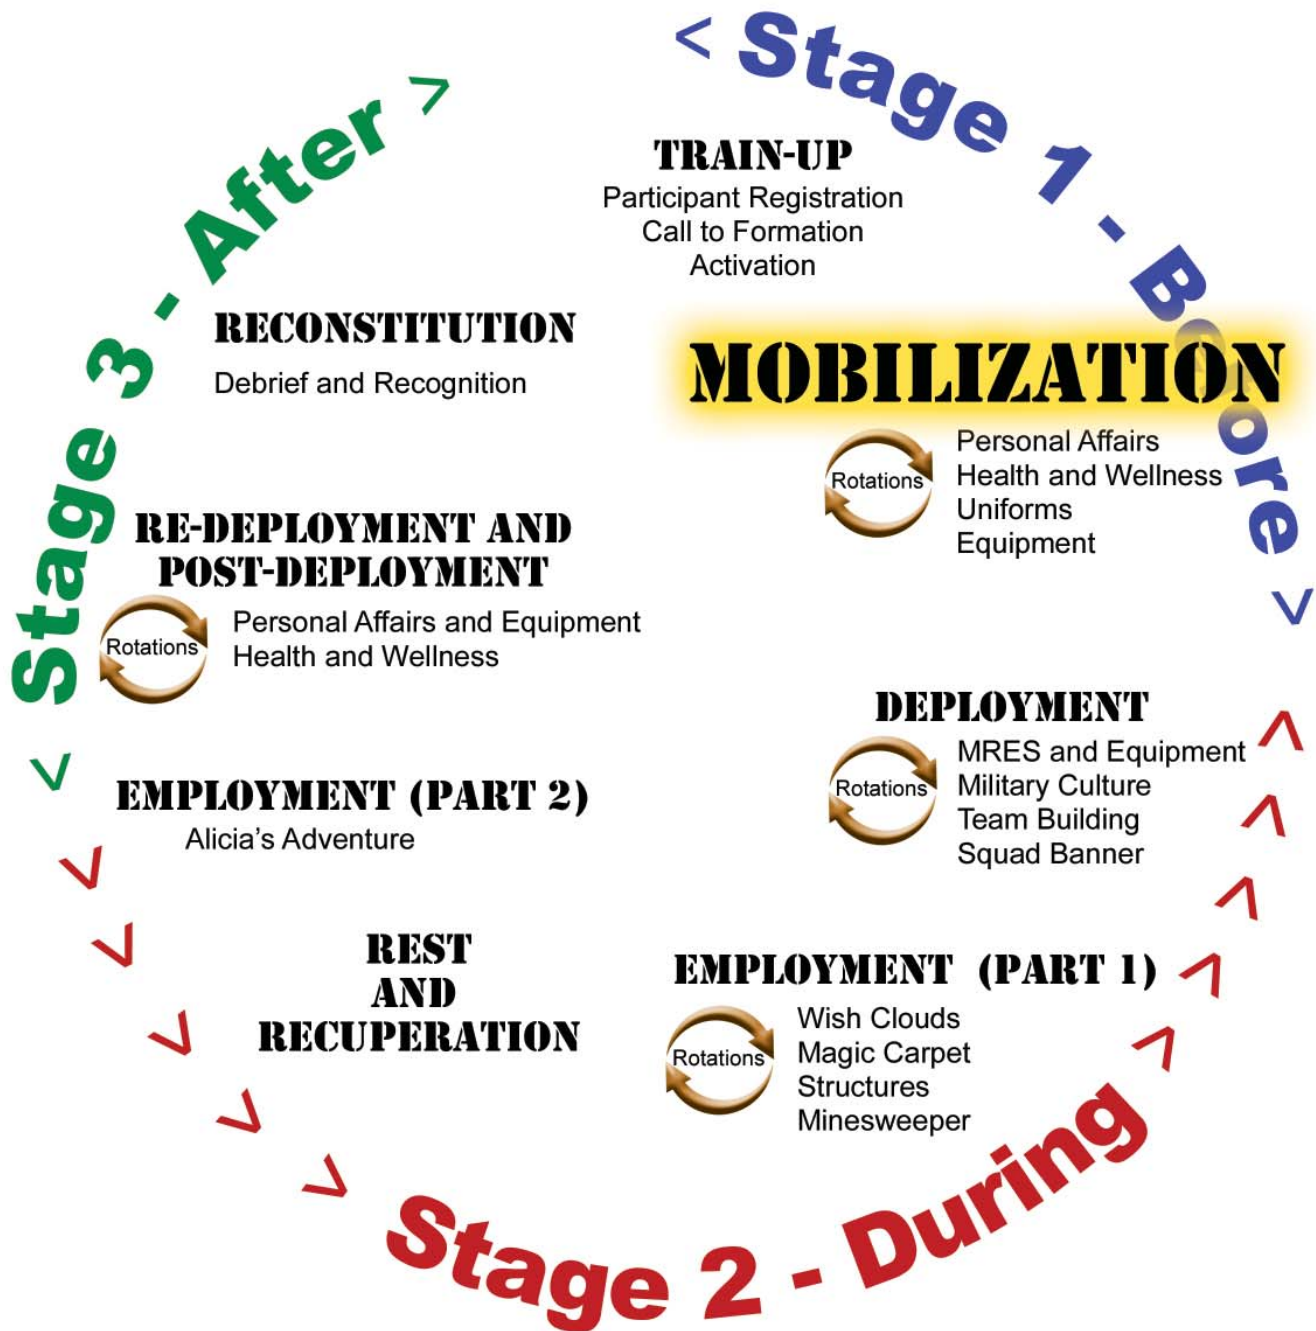 < Stage 1 - Before >
TRAIN-UP
Participant Registration
Call to Formation
Activation
MOBILIZATION
Rotations
Personal Affairs
Health and Wellness
Uniforms
Equipment
DEPLOYMENT
Rotations
MRES and Equipment
Military Culture
Team Building
Squad Banner
EMPLOYMENT (PART 1)
Rotations
Wish Clouds
Magic Carpet
Structures
Minesweeper
< < < < < Stage 2 - During > > > > > >
REST
AND
RECUPERATION
EMPLOYMENT (PART 2)
Alicia's Adventure
RE-DEPLOYMENT AND
POST-DEPLOYMENT
Rotations
Personal Affairs and Equipment
Health and Wellness
RECONSTITUTION
Debrief and Recognition
< Stage 3 - After >